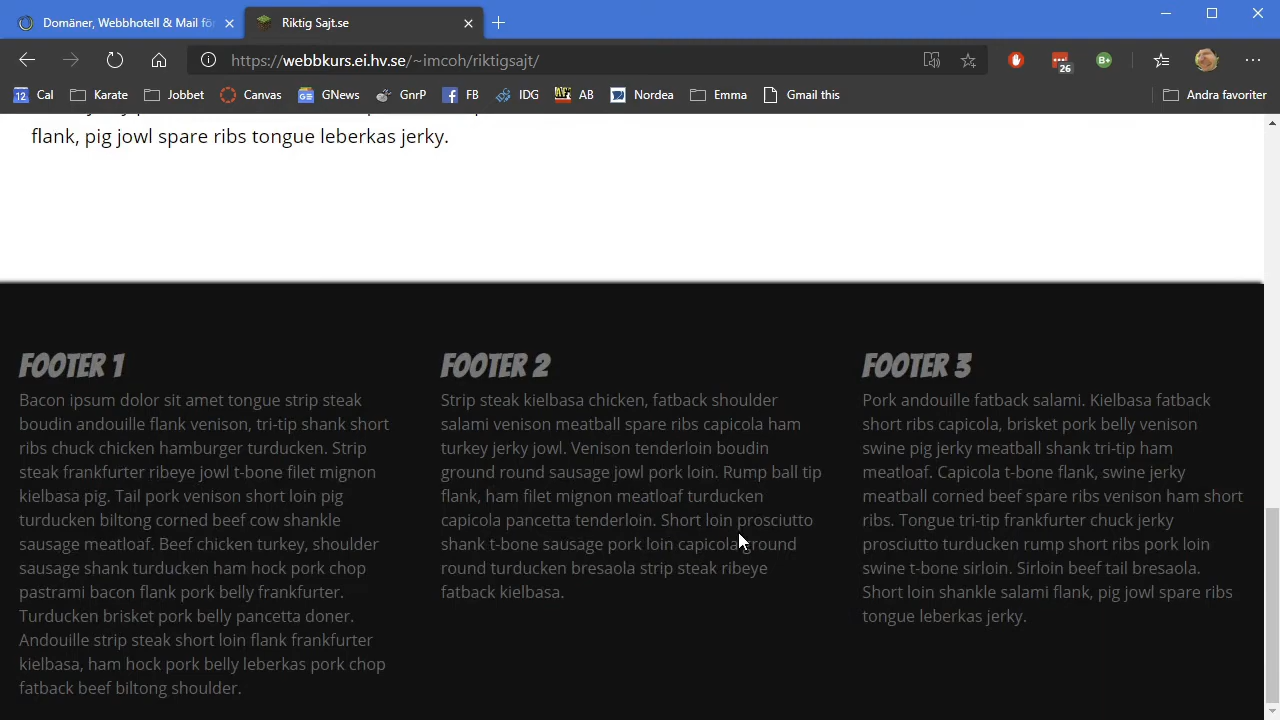 Domäner, Webbhotell & Mail för
Riktig Sajt.se
https://webbkurs.ei.hv.se/~imcoh/riktigsajt/
26
B+
12 Cal
Karate
Jobbet
Canvas
GNews
GnrP
FB
IDG
AB
Nordea
Emma
Gmail this
Andra favoriter
flank, pig jowl spare ribs tongue leberkas jerky.
FOOTER 1
Bacon ipsum dolor sit amet tongue strip steak
boudin andouille flank venison, tri-tip shank short
ribs chuck chicken hamburger turducken. Strip
steak frankfurter ribeye jowl t-bone filet mignon
kielbasa pig. Tail pork venison short loin pig
turducken biltong corned beef cow shankle
sausage meatloaf. Beef chicken turkey, shoulder
sausage shank turducken ham hock pork chop
pastrami bacon flank pork belly frankfurter.
Turducken brisket pork belly pancetta doner.
Andouille strip steak short loin flank frankfurter
kielbasa, ham hock pork belly leberkas pork chop
fatback beef biltong shoulder.
FOOTER 2
Strip steak kielbasa chicken, fatback shoulder
salami venison meatball spare ribs capicola ham
turkey jerky jowl. Venison tenderloin boudin
ground round sausage jowl pork loin. Rump ball tip
flank, ham filet mignon meatloaf turducken
capicola pancetta tenderloin. Short loin prosciutto
shank t-bone sausage pork loin capicola ground
round turducken bresaola strip steak ribeye
fatback kielbasa.
FOOTER 3
Pork andouille fatback salami. Kielbasa fatback
short ribs capicola, brisket pork belly venison
swine pig jerky meatball shank tri-tip ham
meatloaf. Capicola t-bone flank, swine jerky
meatball corned beef spare ribs venison ham short
ribs. Tongue tri-tip frankfurter chuck jerky
prosciutto turducken rump short ribs pork loin
swine t-bone sirloin. Sirloin beef tail bresaola.
Short loin shankle salami flank, pig jowl spare ribs
tongue leberkas jerky.